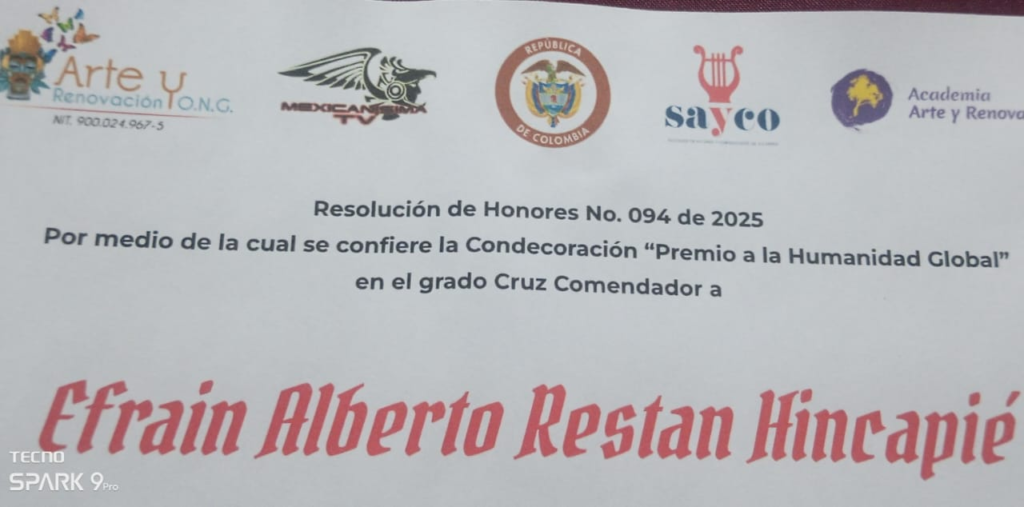 Arte y
Renovación O.N.G.
NIT. 900.024.967-5
MEXICANISIMA
TV
REPÚBLICA
DE COLOMBIA
sayco
Academia
Arte y Renova
Resolución de Honores No. 094 de 2025
Por medio de la cual se confiere la Condecoración “Premio a la Humanidad Global”
en el grado Cruz Comendador a
Efrain Alberto Restan Hincapié
TECNO
SPARK 9Pro